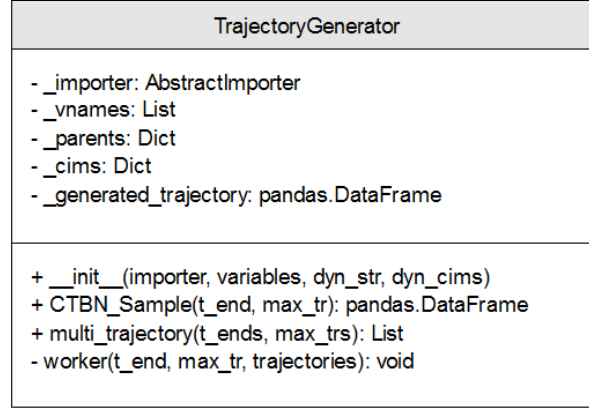 TrajectoryGenerator
- _importer: AbstractImporter
- _vnames: List
- _parents: Dict
- _cims: Dict
- _generated_trajectory: pandas.DataFrame
+ __init__(importer, variables, dyn_str, dyn_cims)
+ CTBN_Sample(t_end, max_tr): pandas.DataFrame
+ multi_trajectory(t_ends, max_trs): List
- worker(t_end, max_tr, trajectories): void